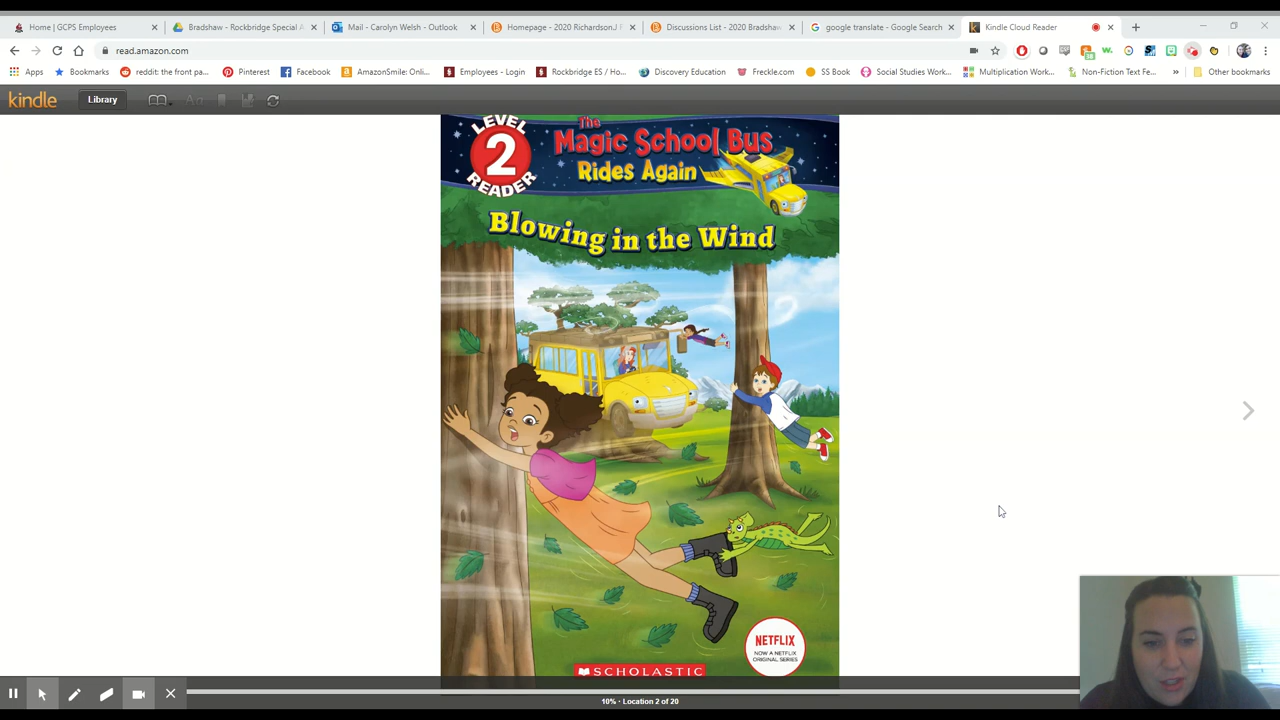 Home | GCPS Employees
Bradshaw - Rockbridge Special A
Mail - Carolyn Welsh - Outlook
Homepage - 2020 RichardsonJ F
Discussions List - 2020 Bradshaw
google translate - Google Search
Kindle Cloud Reader
read.amazon.com
Apps
Bookmarks
reddit: the front pa...
Pinterest
Facebook
AmazonSmile: Onli...
Employees - Login
Rockbridge ES / Ho...
Discovery Education
Freckle.com
SS Book
Social Studies Work...
Multiplication Work...
Non-Fiction Text Fe...
»
Other bookmarks
kindle
Library
Aa
LEVEL
2
READER
The
Magic School Bus
Rides Again
Blowing in the Wind
NETFLIX
NOW A NETFLIX
ORIGINAL SERIES
SCHOLASTIC
10% · Location 2 of 20